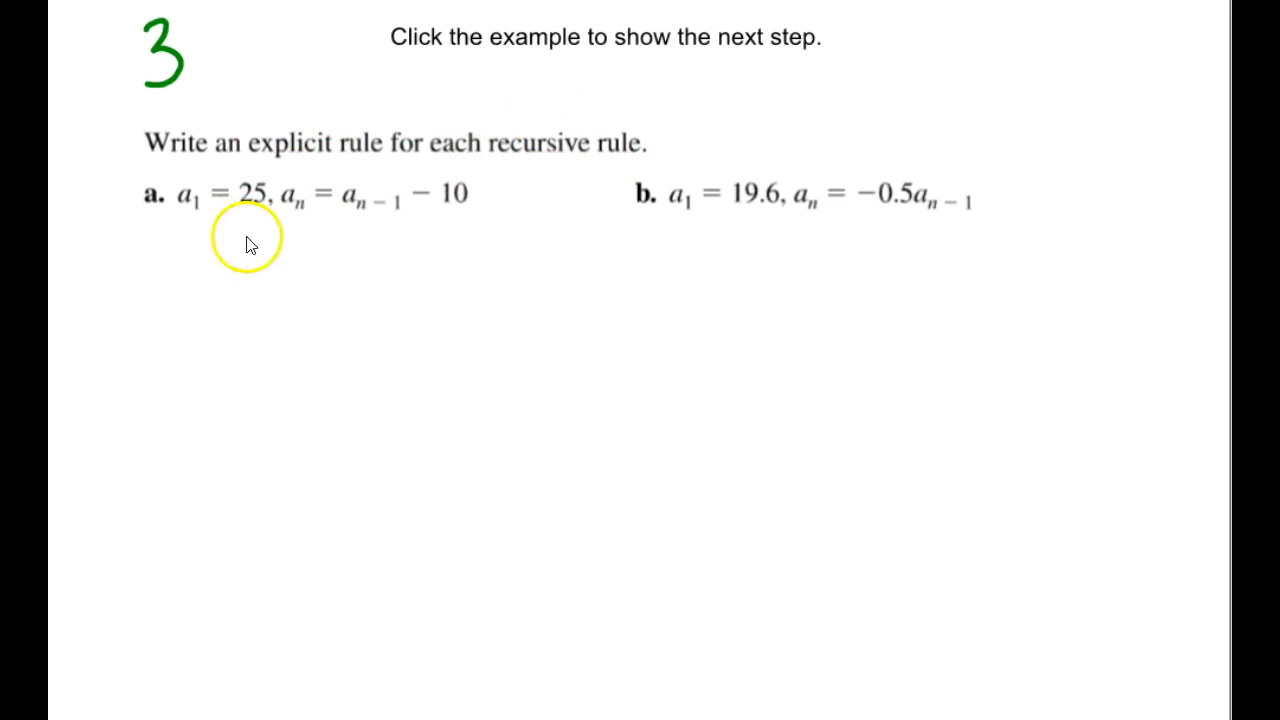 3
Click the example to show the next step.
Write an explicit rule for each recursive rule.
a. a₁ = 25, aₙ = aₙ ₋ ₁ − 10
b. a₁ = 19.6, aₙ = −0.5aₙ ₋ ₁